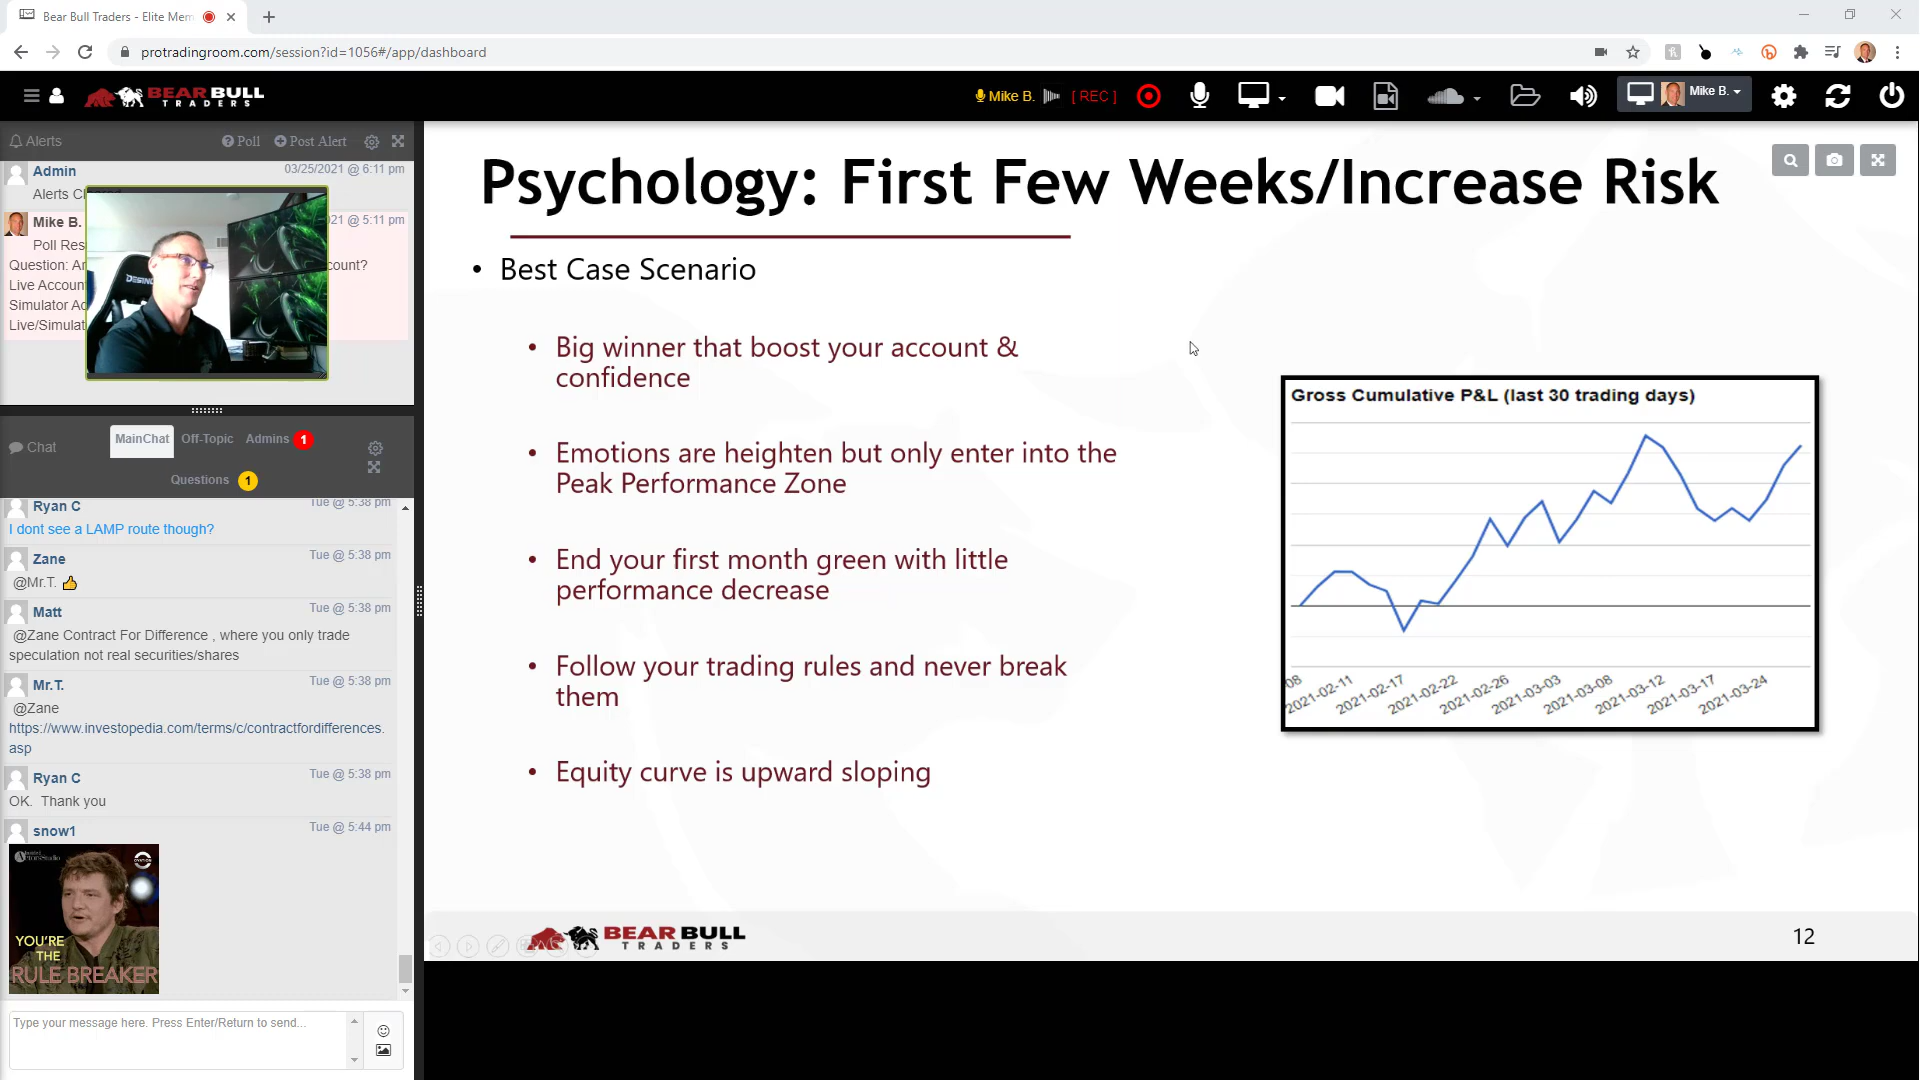 Bear Bull Traders - Elite Mem
protradingroom.com/session?id=1056#/app/dashboard
BEAR BULL
TRADERS
Mike B.
[ REC ]
Mike B.
Alerts
Poll
Post Alert
Admin
03/25/2021 @ 6:11 pm
Alerts
Mike B.
021 @ 5:11 pm
Poll Res
Question: Ar
count?
Live Accoun
Simulator Ac
Live/Simulat
Chat
MainChat
Off-Topic
Admins
1
Questions
1
Ryan C
Tue @ 5:38 pm
I dont see a LAMP route though?
Zane
Tue @ 5:38 pm
@Mr.T. 👍
Matt
Tue @ 5:38 pm
@Zane Contract For Difference , where you only trade
speculation not real securities/shares
Mr.T.
Tue @ 5:38 pm
@Zane
https://www.investopedia.com/terms/c/contractfordifferences.
asp
Ryan C
Tue @ 5:38 pm
OK.  Thank you
snow1
Tue @ 5:44 pm
YOU'RE
THE
RULE BREAKER
Type your message here. Press Enter/Return to send...
Psychology: First Few Weeks/Increase Risk
• Best Case Scenario
• Big winner that boost your account &
confidence
• Emotions are heighten but only enter into the
Peak Performance Zone
• End your first month green with little
performance decrease
• Follow your trading rules and never break
them
• Equity curve is upward sloping
Gross Cumulative P&L (last 30 trading days)
08
2021-02-11
2021-02-17
2021-02-22
2021-02-26
2021-03-03
2021-03-08
2021-03-12
2021-03-17
2021-03-24
BEAR BULL
TRADERS
12